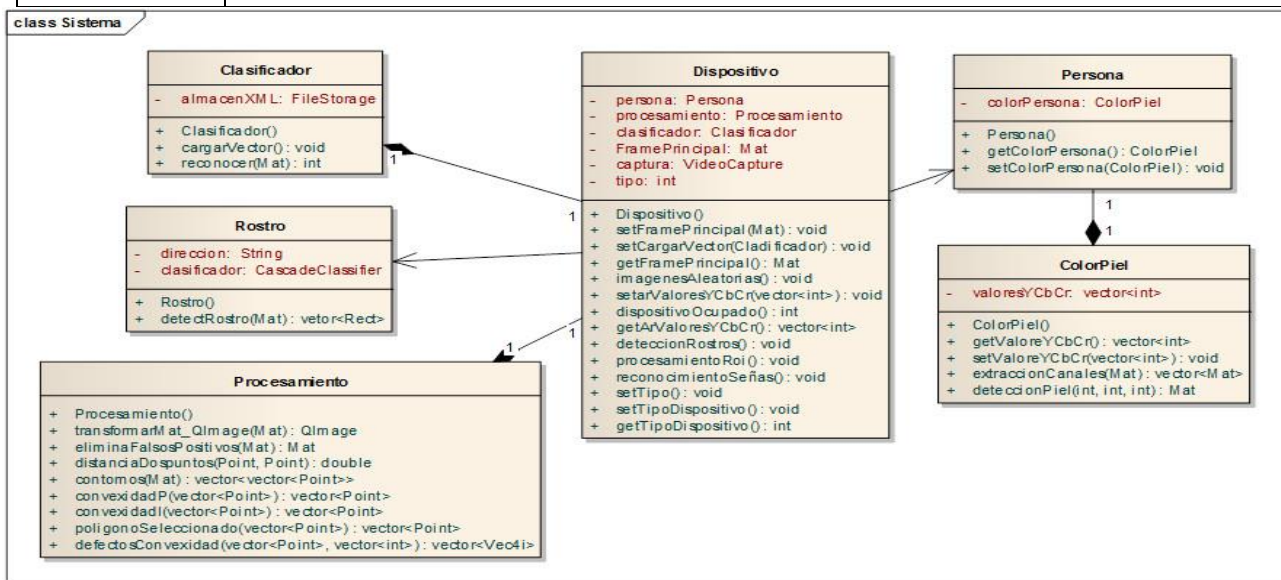 class Sistema
Clasificador
- almacenXML: FileStorage
+ Clasificador()
+ cargarVector(): void
+ reconocer(Mat): int
1
Rostro
- direccion: String
- clasificador: CascadeClassifier
+ Rostro()
+ detectRostro(Mat): vetor<Rect>
Procesamiento
+ Procesamiento()
+ transformarMat_QImage(Mat): QImage
+ eliminaFalsosPositivos(Mat): Mat
+ distanciaDospuntos(Point, Point): double
+ contornos(Mat): vector<vector<Point>>
+ convexidadP(vector<Point>): vector<Point>
+ convexidadI(vector<Point>): vector<Point>
+ poligonoSeleccionado(vector<Point>): vector<Point>
+ defectosConvexidad(vector<Point>, vector<int>): vector<Vec4i>
1
1
1
Dispositivo
- persona: Persona
- procesamiento: Procesamiento
- clasificador: Clasificador
- FramePrincipal: Mat
- captura: VideoCapture
- tipo: int
+ Dispositivo()
+ setFramePrincipal(Mat): void
+ setCargarVector(Cladificador): void
+ getFramePrincipal(): Mat
+ imagenesAleatorias(): void
+ setarValoresYCbCr(vector<int>): void
+ dispositivoOcupado(): int
+ getArValoresYCbCr(): vector<int>
+ deteccionRostros(): void
+ procesamientoRoi(): void
+ reconocimientoSeñas(): void
+ setTipo(): void
+ setTipoDispositivo(): void
+ getTipoDispositivo(): int
Persona
- colorPersona: ColorPiel
+ Persona()
+ getColorPersona(): ColorPiel
+ setColorPersona(ColorPiel): void
1
1
ColorPiel
- valoresYCbCr: vector<int>
+ ColorPiel()
+ getValoreYCbCr(): vector<int>
+ setValoreYCbCr(vector<int>): void
+ extraccionCanales(Mat): vector<Mat>
+ deteccionPiel(int, int, int): Mat